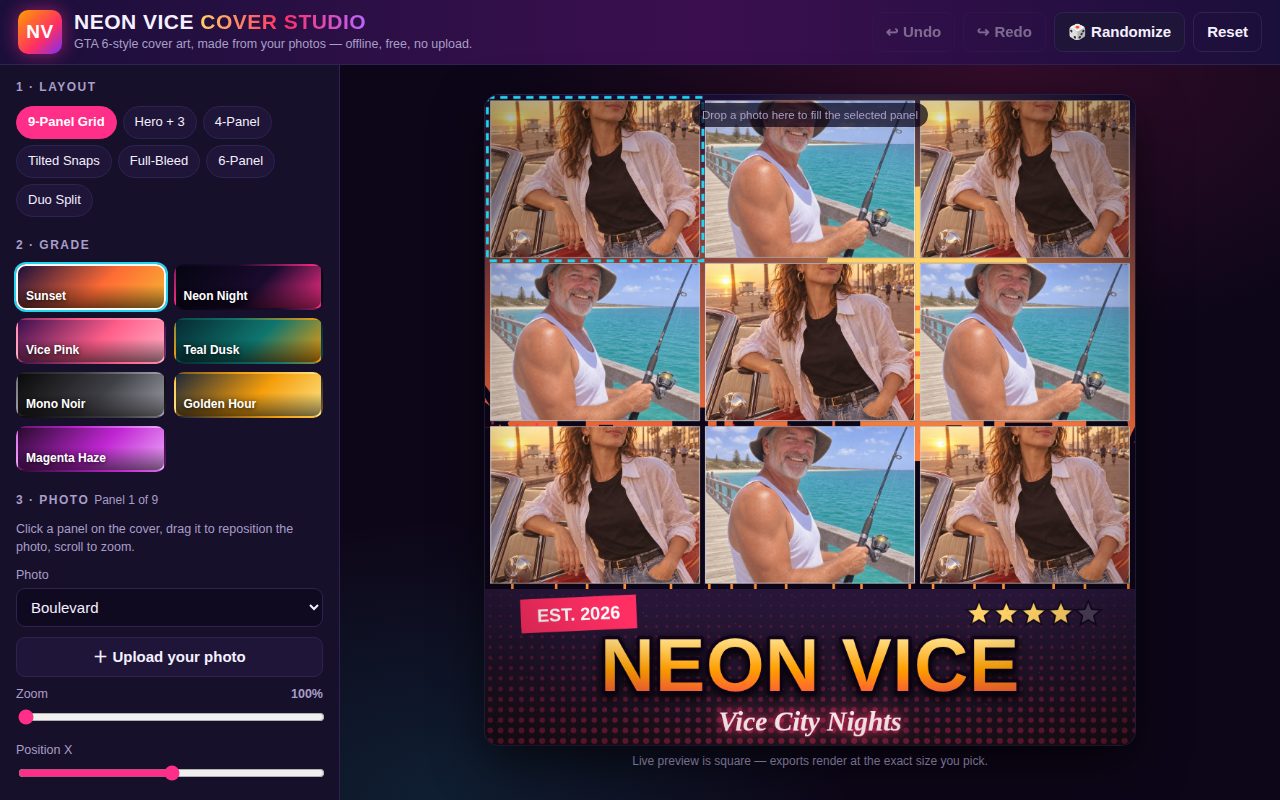 NV
NEON VICE COVER STUDIO
GTA 6-style cover art, made from your photos — offline, free, no upload.
↩ Undo
↪ Redo
🎲 Randomize
Reset
1 · LAYOUT
9-Panel Grid
Hero + 3
4-Panel
Tilted Snaps
Full-Bleed
6-Panel
Duo Split
2 · GRADE
Sunset
Neon Night
Vice Pink
Teal Dusk
Mono Noir
Golden Hour
Magenta Haze
3 · PHOTO Panel 1 of 9
Click a panel on the cover, drag it to reposition the
photo, scroll to zoom.
Photo
Boulevard
＋ Upload your photo
Zoom 100%
Position X
Drop a photo here to fill the selected panel
EST. 2026
NEON VICE
Vice City Nights
Live preview is square — exports render at the exact size you pick.